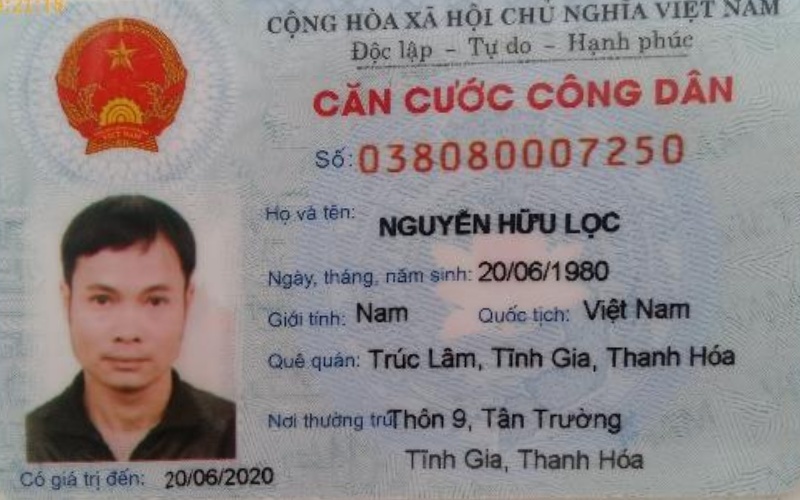 CỘNG HÒA XÃ HỘI CHỦ NGHĨA VIỆT NAM
Độc lập - Tự do - Hạnh phúc
CĂN CƯỚC CÔNG DÂN
Số: 038080007250
Họ và tên: NGUYỄN HỮU LỌC
Ngày, tháng, năm sinh: 20/06/1980
Giới tính: Nam Quốc tịch: Việt Nam
Quê quán: Trúc Lâm, Tĩnh Gia, Thanh Hóa
Nơi thường trú: Thôn 9, Tân Trường
Tĩnh Gia, Thanh Hóa
Có giá trị đến: 20/06/2020